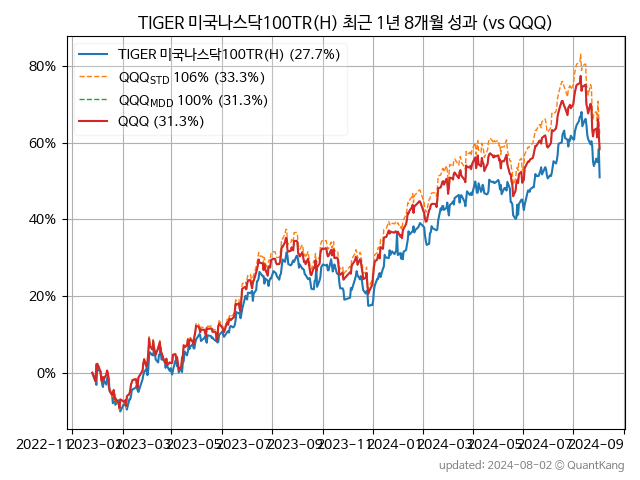 TIGER 미국나스닥100TR(H) 최근 1년 8개월 성과 (vs QQQ)
TIGER 미국나스닥100TR(H) (27.7%)
QQQSTD 106% (33.3%)
QQQMDD 100% (31.3%)
QQQ (31.3%)
80%
60%
40%
20%
0%
2022-11 2023-01 2023-03 2023-05 2023-07 2023-09 2023-11 2024-01 2024-03 2024-05 2024-07 2024-09
updated: 2024-08-02 © QuantKang